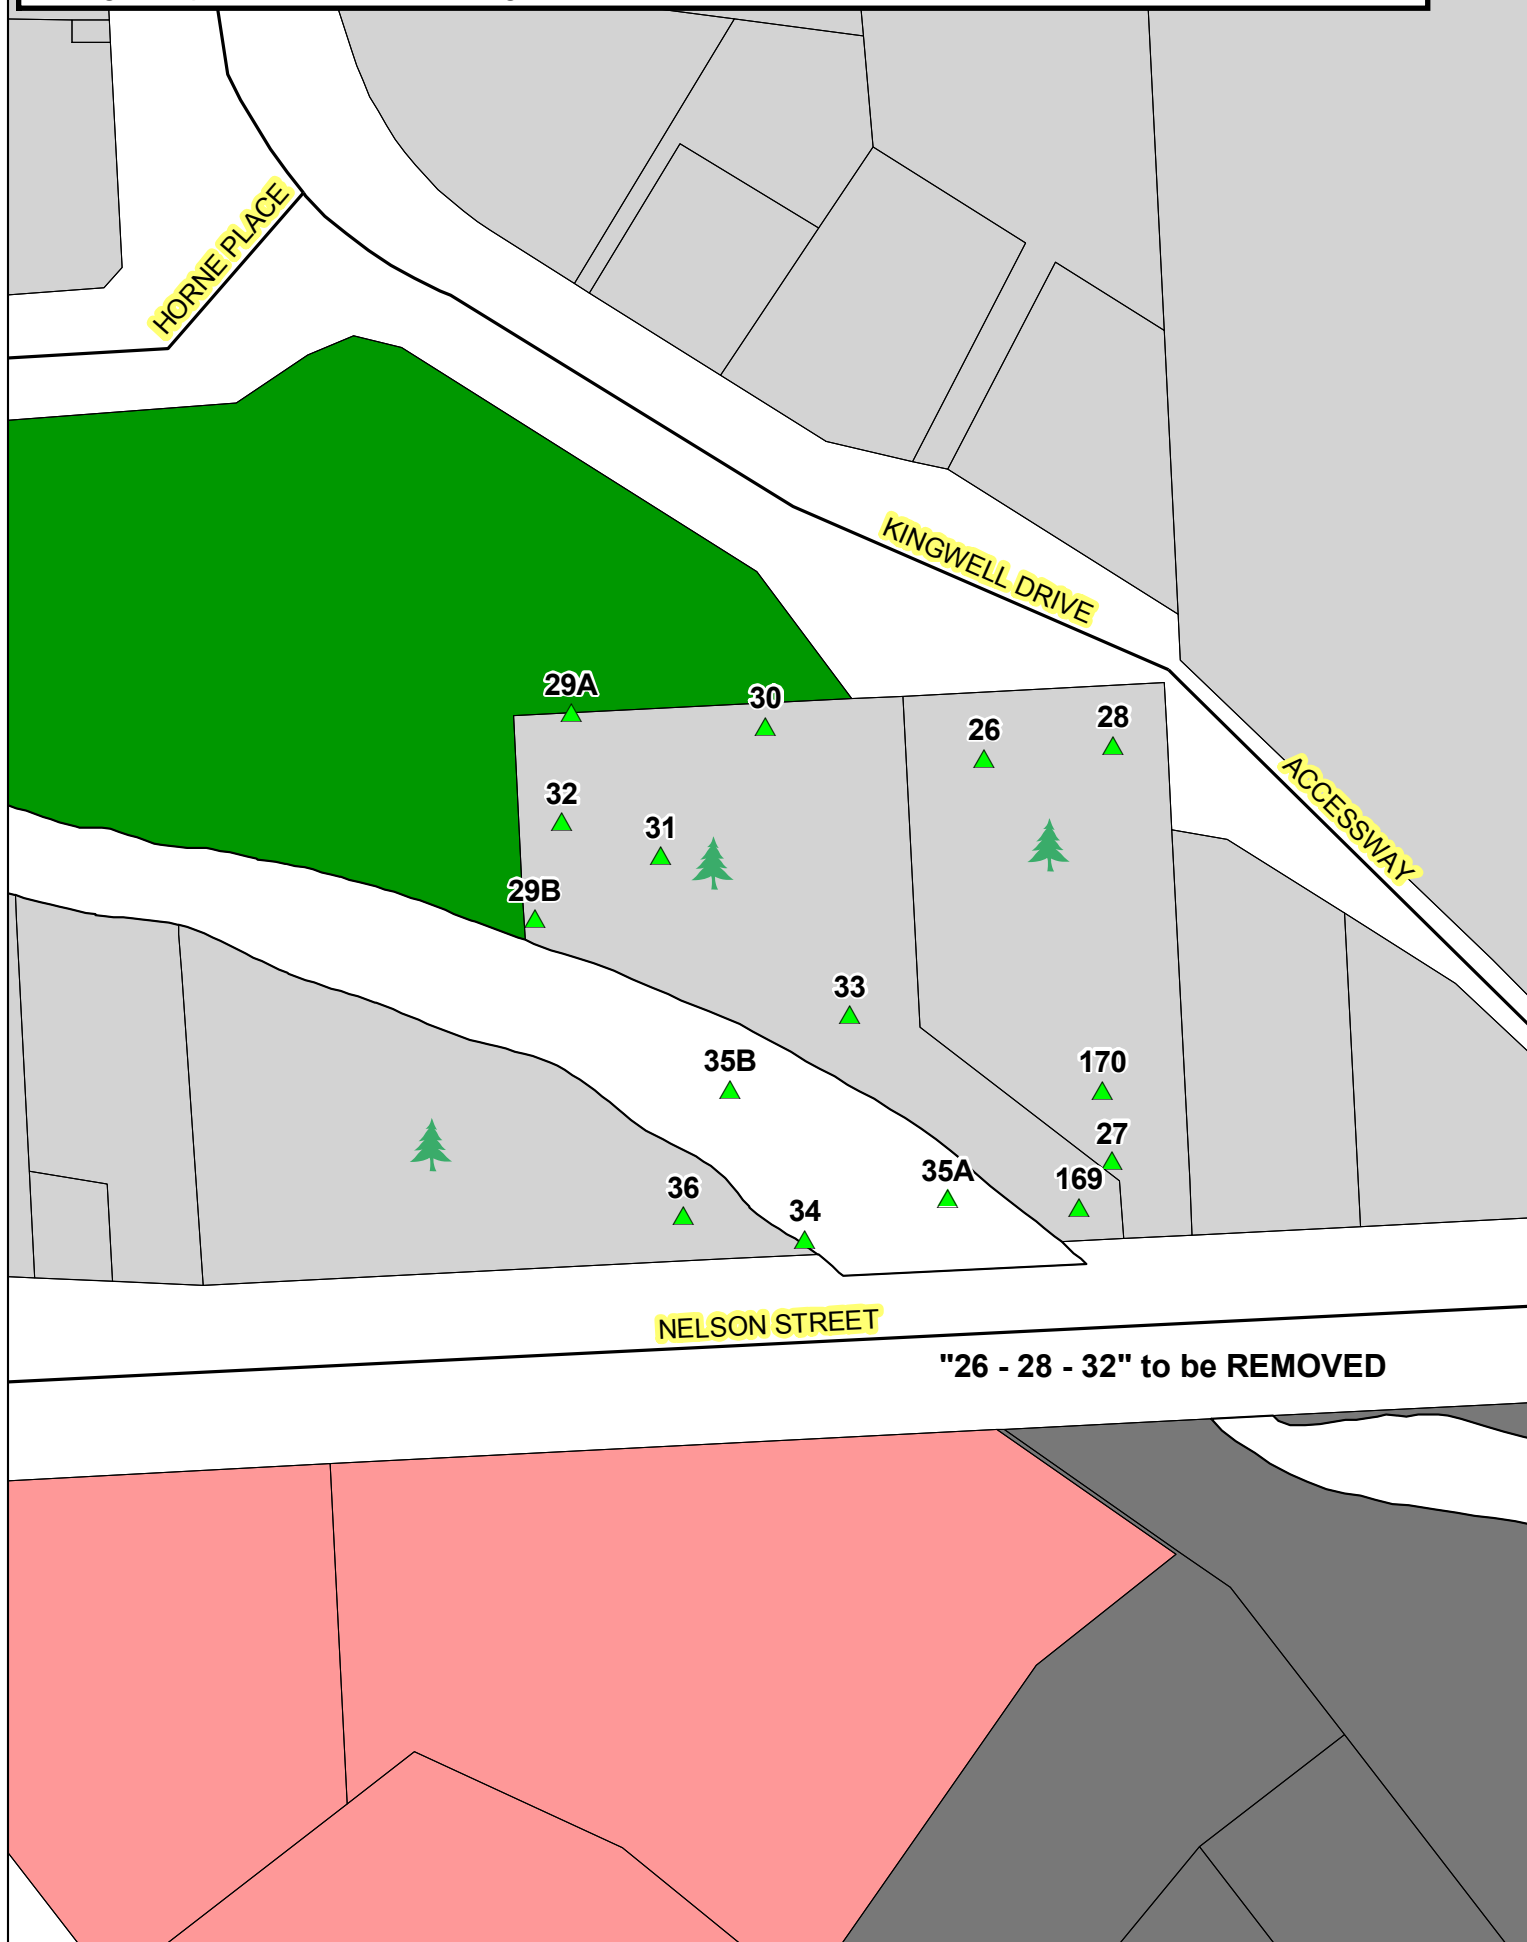 HORNE PLACE
KINGWELL DRIVE
29A
30
28
26
ACCESSWAY
32
31
29B
33
35B
170
27
35A
169
36
34
NELSON STREET
"26 - 28 - 32" to be REMOVED